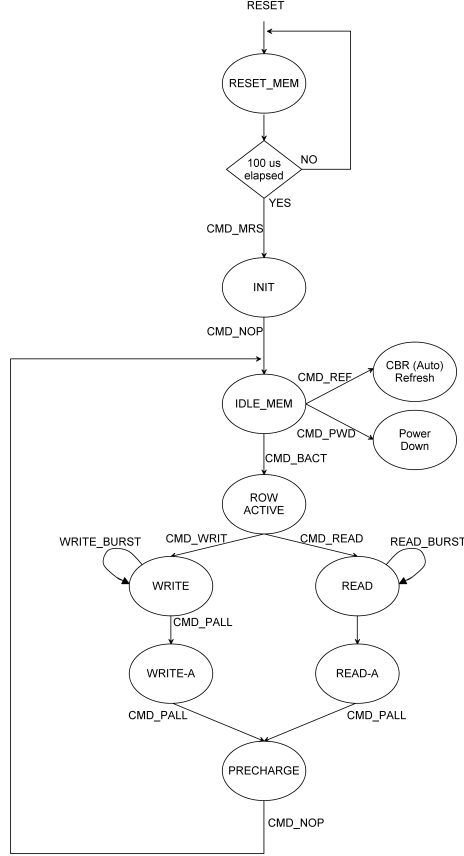 RESET
RESET_MEM
100 us
elapsed
NO
YES
CMD_MRS
INIT
CMD_NOP
CMD_REF
CBR (Auto)
Refresh
IDLE_MEM
CMD_PWD
Power
Down
CMD_BACT
ROW
ACTIVE
WRITE_BURST
CMD_WRIT
CMD_READ
READ_BURST
WRITE
READ
CMD_PALL
WRITE-A
READ-A
CMD_PALL
CMD_PALL
PRECHARGE
CMD_NOP